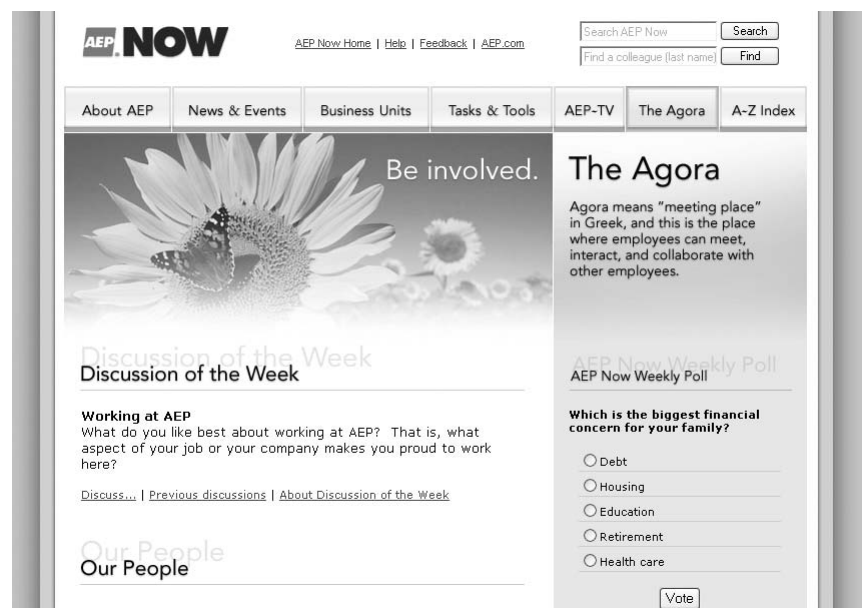 AEP NOW
AEP Now Home | Help | Feedback | AEP.com
Search AEP Now
Search
Find a colleague (last name)
Find
About AEP
News & Events
Business Units
Tasks & Tools
AEP-TV
The Agora
A-Z Index
Be involved.
The Agora
Agora means "meeting place"
in Greek, and this is the place
where employees can meet,
interact, and collaborate with
other employees.
Discussion of the Week
Discussion of the Week
Working at AEP
What do you like best about working at AEP?  That is, what
aspect of your job or your company makes you proud to work
here?
Discuss... | Previous discussions | About Discussion of the Week
Our People
Our People
AEP Now Weekly Poll
AEP Now Weekly Poll
Which is the biggest financial
concern for your family?
Debt
Housing
Education
Retirement
Health care
Vote